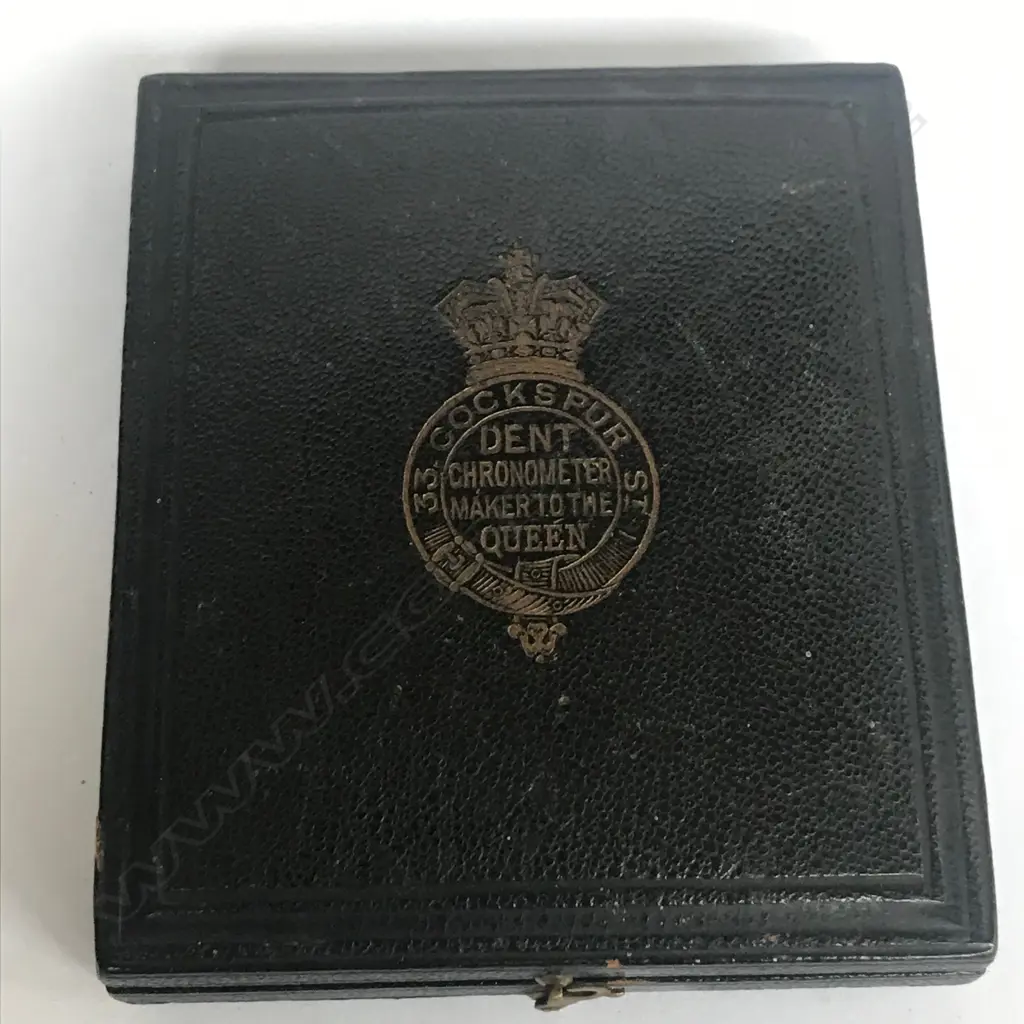 33 COCKSPUR ST
DENT
CHRONOMETER
MAKER TO THE
QUEEN